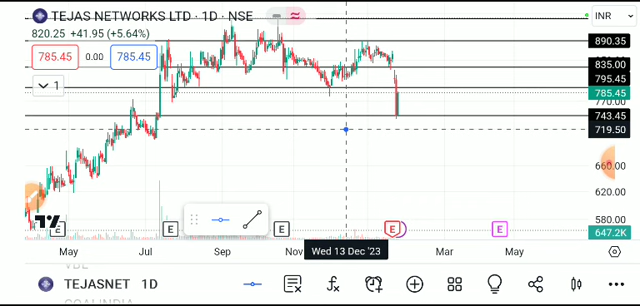 TEJAS NETWORKS LTD · 1D · NSE
INR
820.25 +41.95 (+5.64%)
785.45 0.00 785.45
1
890.35
835.00
795.45
785.45
770.00
743.45
719.50
660.00
620.00
580.00
647.2K
E E E E E
May Jul Sep Nov Wed 13 Dec '23 Mar May
TEJASNET 1D